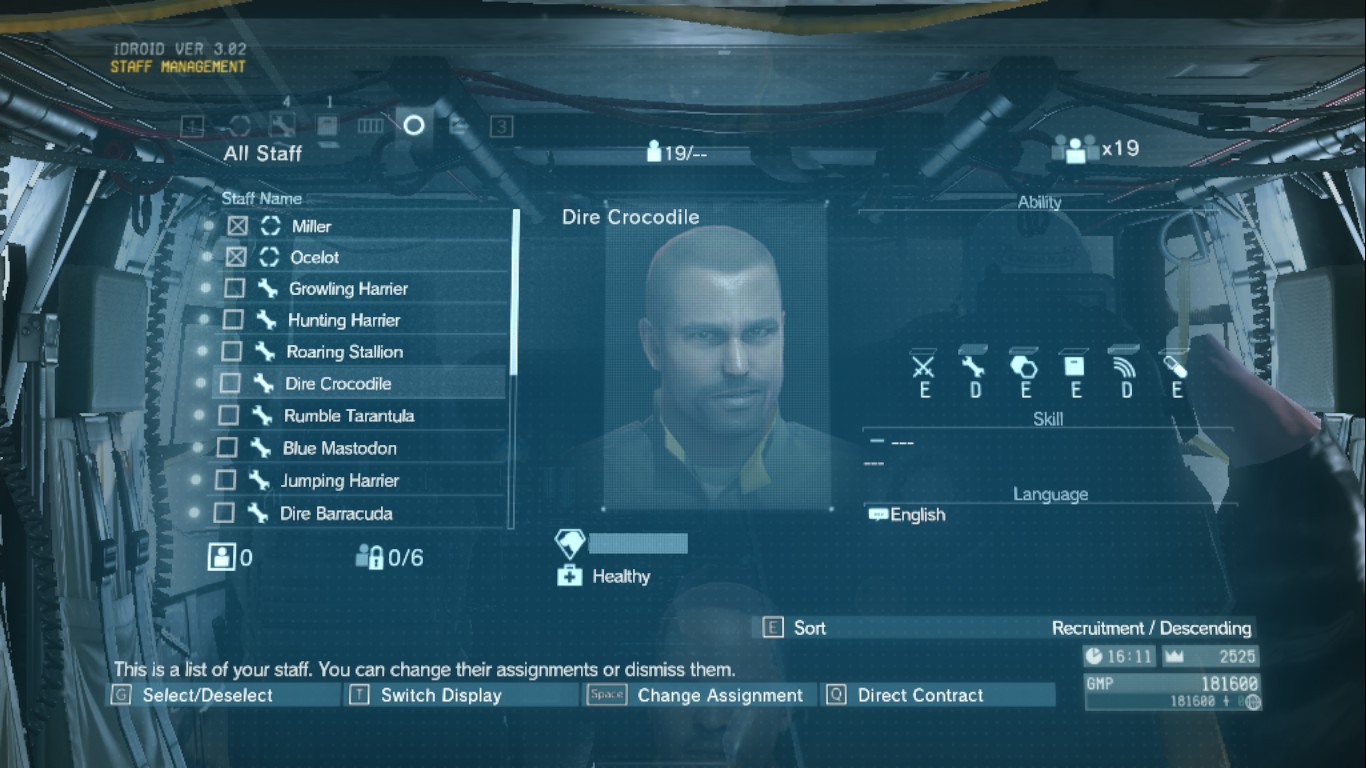 iDROID VER 3.02
STAFF MANAGEMENT
4 1
1 3
All Staff
19/--
x19
Staff Name
Miller
Ocelot
Growling Harrier
Hunting Harrier
Roaring Stallion
Dire Crocodile
Rumble Tarantula
Blue Mastodon
Jumping Harrier
Dire Barracuda
0 0/6
Dire Crocodile
Healthy
Ability
E D E E D E
Skill
– ---
---
Language
English
E Sort Recruitment / Descending
This is a list of your staff. You can change their assignments or dismiss them.
G Select/Deselect T Switch Display Space Change Assignment Q Direct Contract
16:11 2525
GMP 181600
181600 +